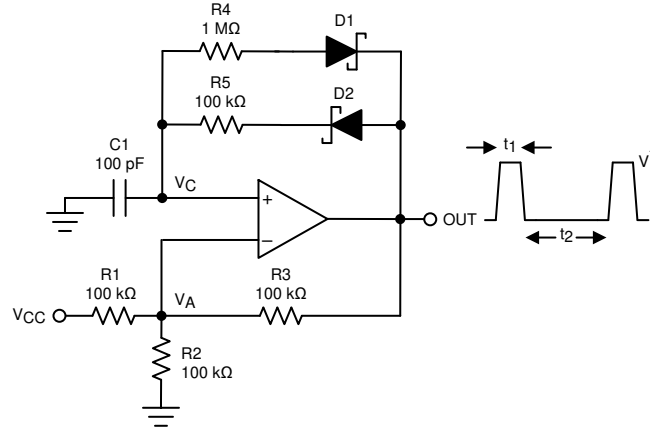 R4
1 MΩ
D1
R5
100 kΩ
D2
C1
100 pF
VC
+
−
OUT
t1
V
t2
R1
100 kΩ
VCC
VA
R3
100 kΩ
R2
100 kΩ